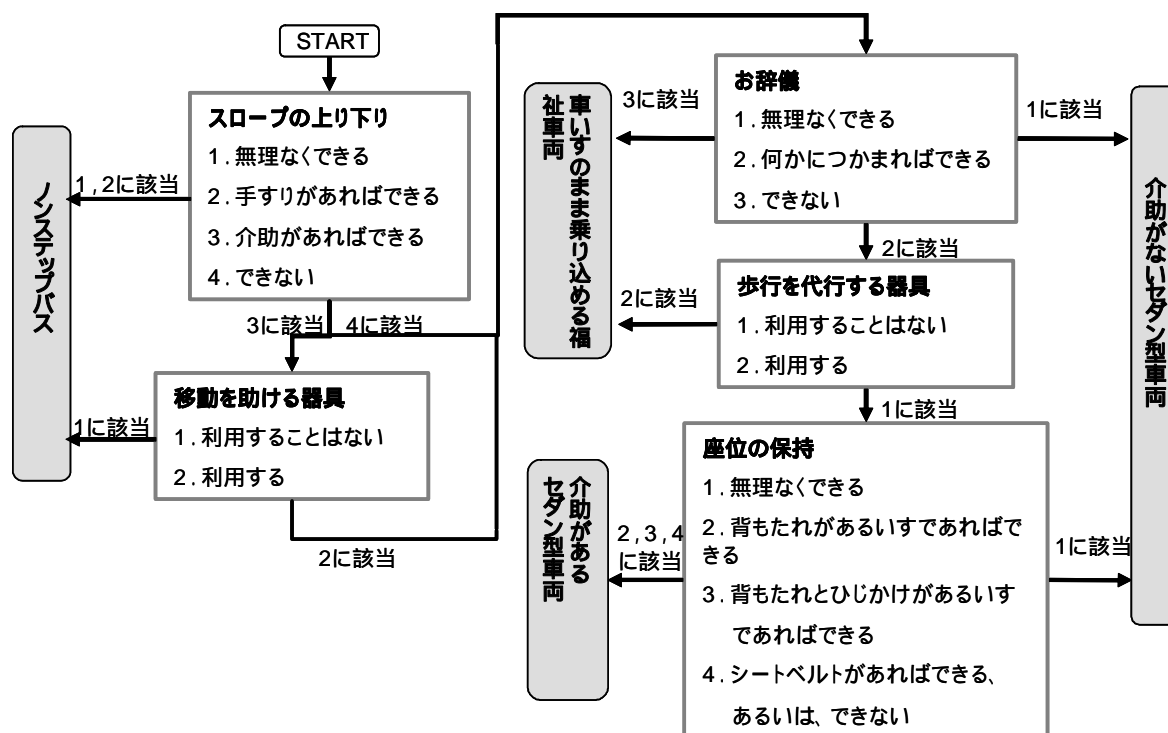 START
スロープの上り下り
1.無理なくできる
2.手すりがあればできる
3.介助があればできる
4.できない
1,2に該当
ノンステップバス
3に該当
4に該当
移動を助ける器具
1.利用することはない
2.利用する
1に該当
2に該当
お辞儀
1.無理なくできる
2.何かにつかまればできる
3.できない
3に該当
1に該当
車いすのまま乗り込める福
祉車両
2に該当
歩行を代行する器具
1.利用することはない
2.利用する
2に該当
1に該当
座位の保持
1.無理なくできる
2.背もたれがあるいすであればで
きる
3.背もたれとひじかけがあるいす
であればできる
4.シートベルトがあればできる、
あるいは、できない
2,3,4
に該当
介助がある
セダン型車両
1に該当
介助がないセダン型車両